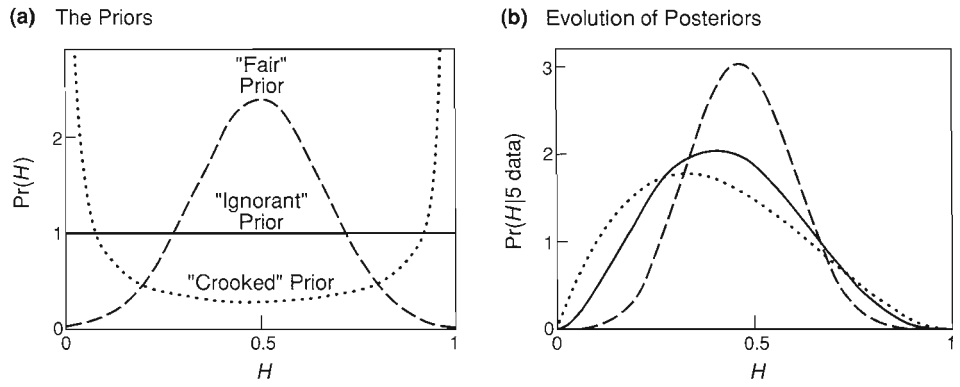 (a) The Priors
"Fair"
Prior
2
Pr(H)
"Ignorant"
Prior
1
"Crooked" Prior
0
0 0.5 1
H
(b) Evolution of Posteriors
3
2
Pr(H|5 data)
1
0
0 0.5 1
H